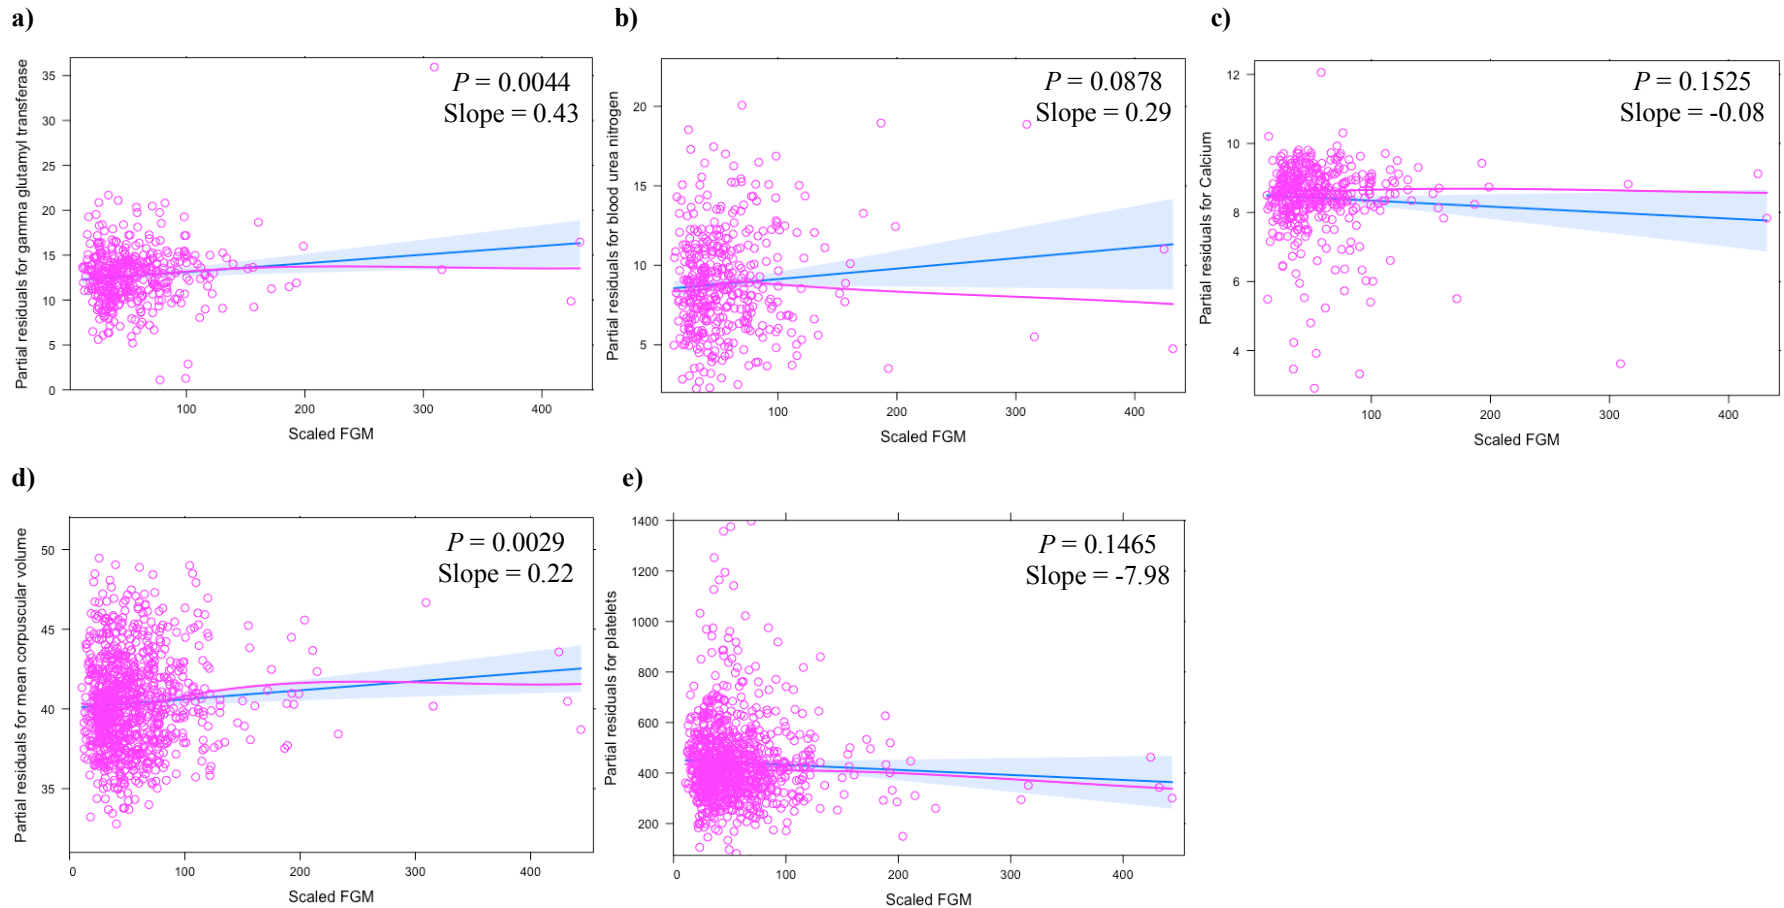 a)
P = 0.0044
Slope = 0.43
Partial residuals for gamma glutamyl transferase
35
30
25
20
15
10
5
0
100
200
300
400
Scaled FGM
b)
P = 0.0878
Slope = 0.29
Partial residuals for blood urea nitrogen
20
15
10
5
100
200
300
400
Scaled FGM
c)
P = 0.1525
Slope = -0.08
Partial residuals for Calcium
12
10
8
6
4
100
200
300
400
Scaled FGM
d)
P = 0.0029
Slope = 0.22
Partial residuals for mean corpuscular volume
50
45
40
35
0
100
200
300
400
Scaled FGM
e)
P = 0.1465
Slope = -7.98
Partial residuals for platelets
1400
1200
1000
800
600
400
200
0
100
200
300
400
Scaled FGM